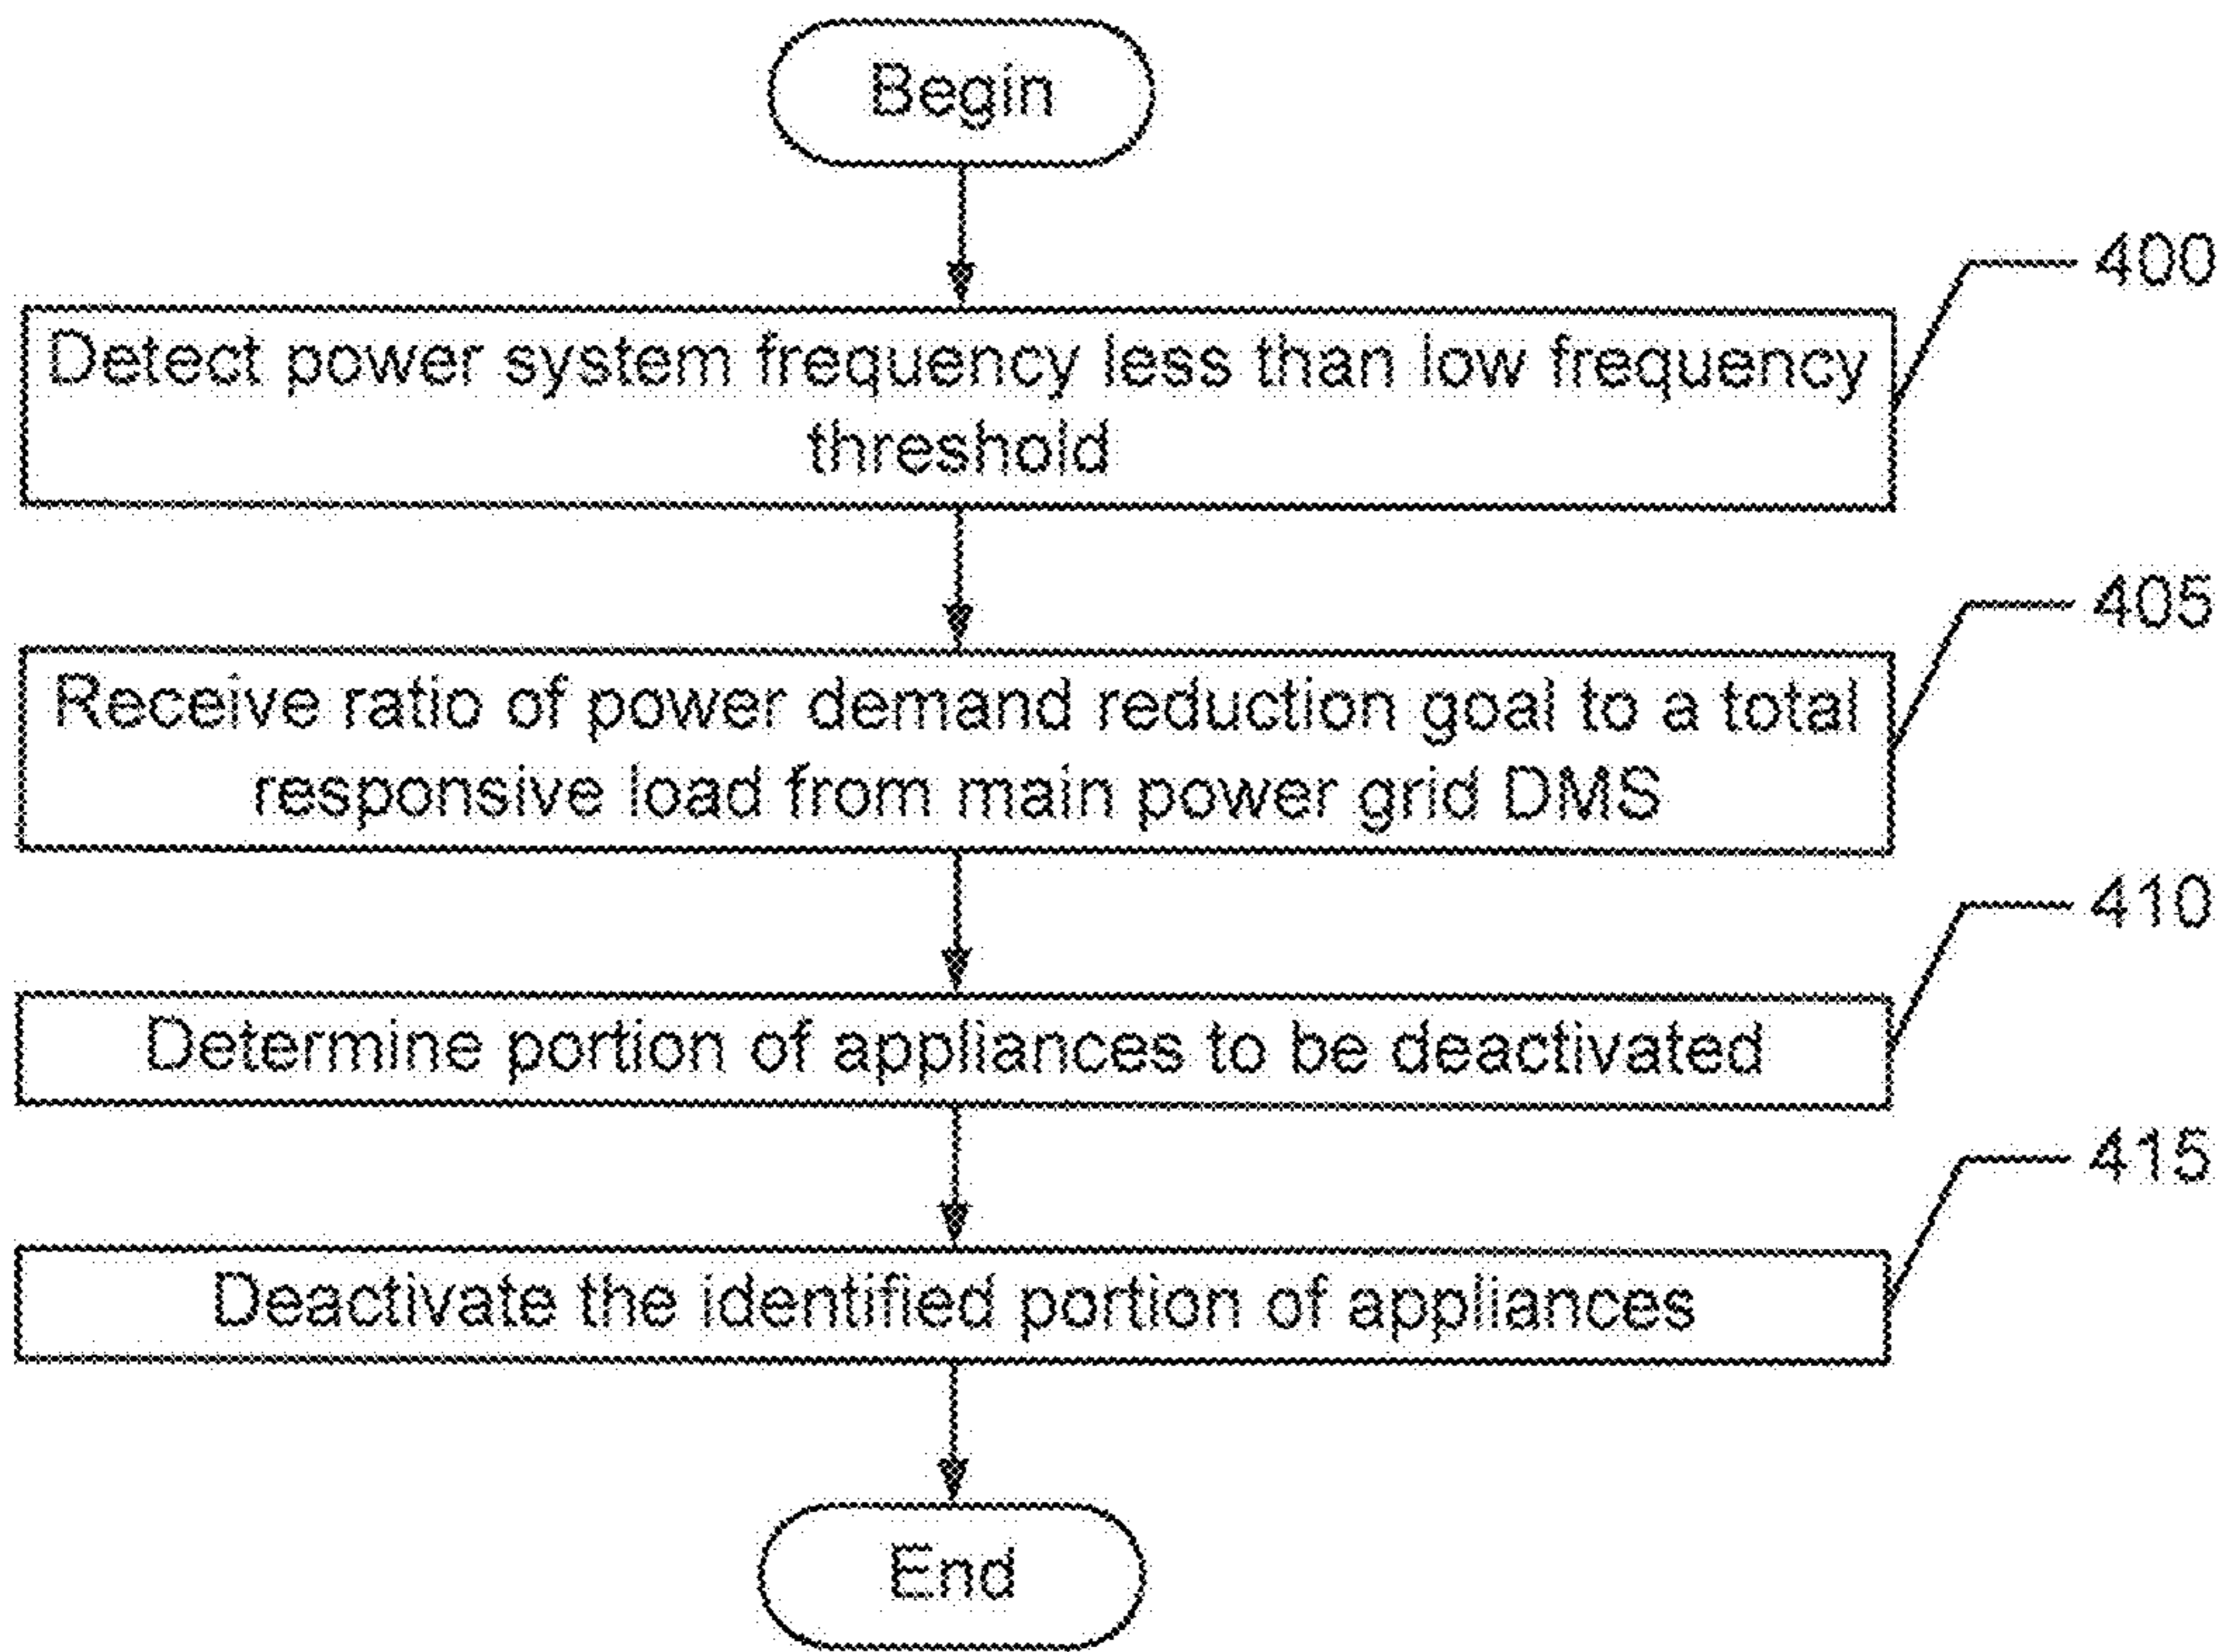 Begin
400
Detect power system frequency less than low frequency
threshold
405
Receive ratio of power demand reduction goal to a total
responsive load from main power grid DMS
410
Determine portion of appliances to be deactivated
415
Deactivate the identified portion of appliances
End